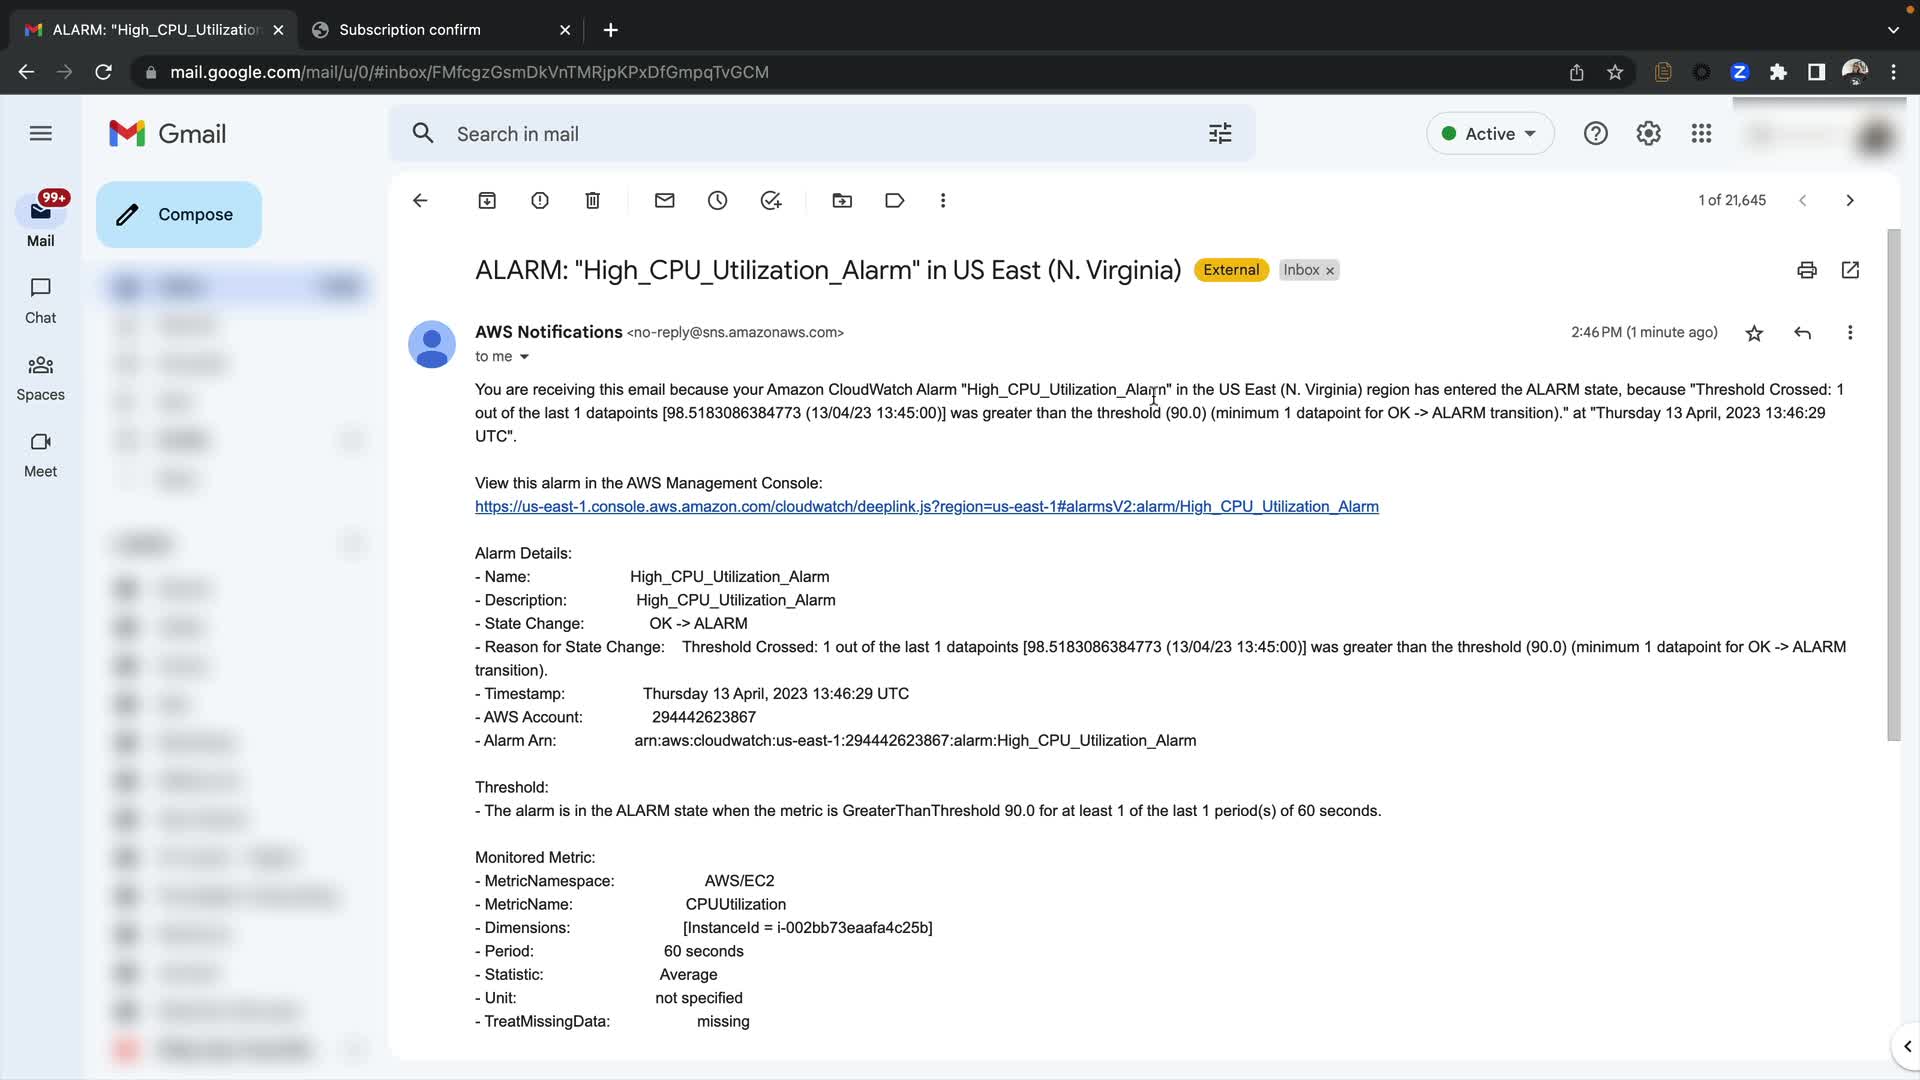 ALARM: "High_CPU_Utilization
Subscription confirm
mail.google.com/mail/u/0/#inbox/FMfcgzGsmDkVnTMRjpKPxDfGmpqTvGCM
Gmail
Search in mail
Active
99+
Mail
Compose
1 of 21,645
Chat
Spaces
Meet
ALARM: "High_CPU_Utilization_Alarm" in US East (N. Virginia)
External
Inbox ×
AWS Notifications <no-reply@sns.amazonaws.com>
2:46 PM (1 minute ago)
to me
You are receiving this email because your Amazon CloudWatch Alarm "High_CPU_Utilization_Alarm" in the US East (N. Virginia) region has entered the ALARM state, because "Threshold Crossed: 1
out of the last 1 datapoints [98.5183086384773 (13/04/23 13:45:00)] was greater than the threshold (90.0) (minimum 1 datapoint for OK -> ALARM transition)." at "Thursday 13 April, 2023 13:46:29
UTC".
View this alarm in the AWS Management Console:
https://us-east-1.console.aws.amazon.com/cloudwatch/deeplink.js?region=us-east-1#alarmsV2:alarm/High_CPU_Utilization_Alarm
Alarm Details:
- Name: High_CPU_Utilization_Alarm
- Description: High_CPU_Utilization_Alarm
- State Change: OK -> ALARM
- Reason for State Change: Threshold Crossed: 1 out of the last 1 datapoints [98.5183086384773 (13/04/23 13:45:00)] was greater than the threshold (90.0) (minimum 1 datapoint for OK -> ALARM
transition).
- Timestamp: Thursday 13 April, 2023 13:46:29 UTC
- AWS Account: 294442623867
- Alarm Arn: arn:aws:cloudwatch:us-east-1:294442623867:alarm:High_CPU_Utilization_Alarm
Threshold:
- The alarm is in the ALARM state when the metric is GreaterThanThreshold 90.0 for at least 1 of the last 1 period(s) of 60 seconds.
Monitored Metric:
- MetricNamespace: AWS/EC2
- MetricName: CPUUtilization
- Dimensions: [InstanceId = i-002bb73eaafa4c25b]
- Period: 60 seconds
- Statistic: Average
- Unit: not specified
- TreatMissingData: missing